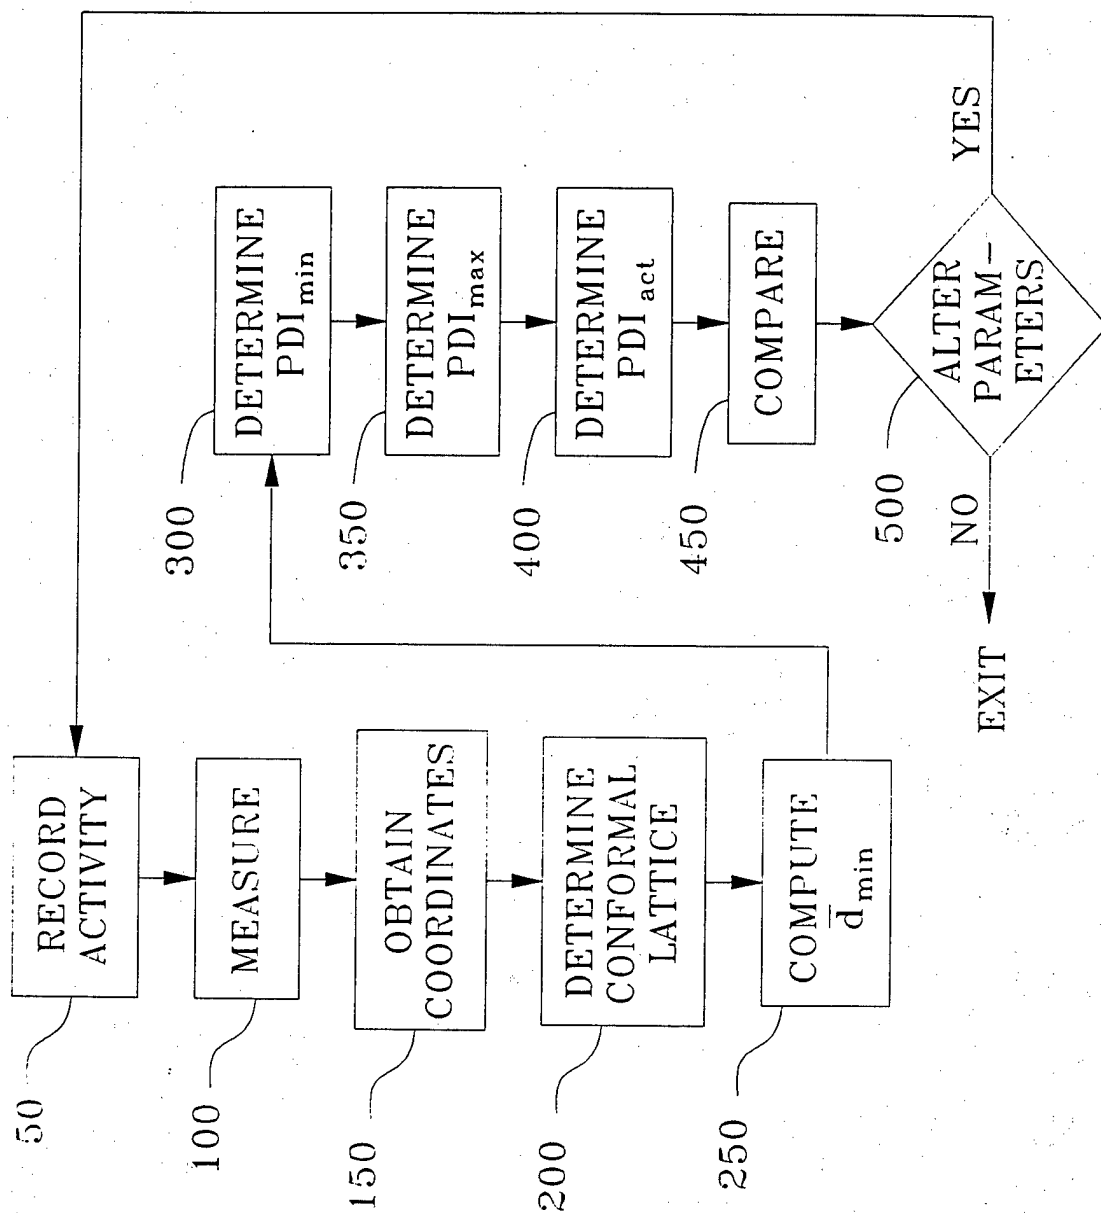 50
RECORD
ACTIVITY
100
MEASURE
150
OBTAIN
COORDINATES
200
DETERMINE
CONFORMAL
LATTICE
250
COMPUTE
d̄min
300
DETERMINE
PDImin
350
DETERMINE
PDImax
400
DETERMINE
PDIact
450
COMPARE
500
ALTER
PARAM-
ETERS
YES
NO
EXIT